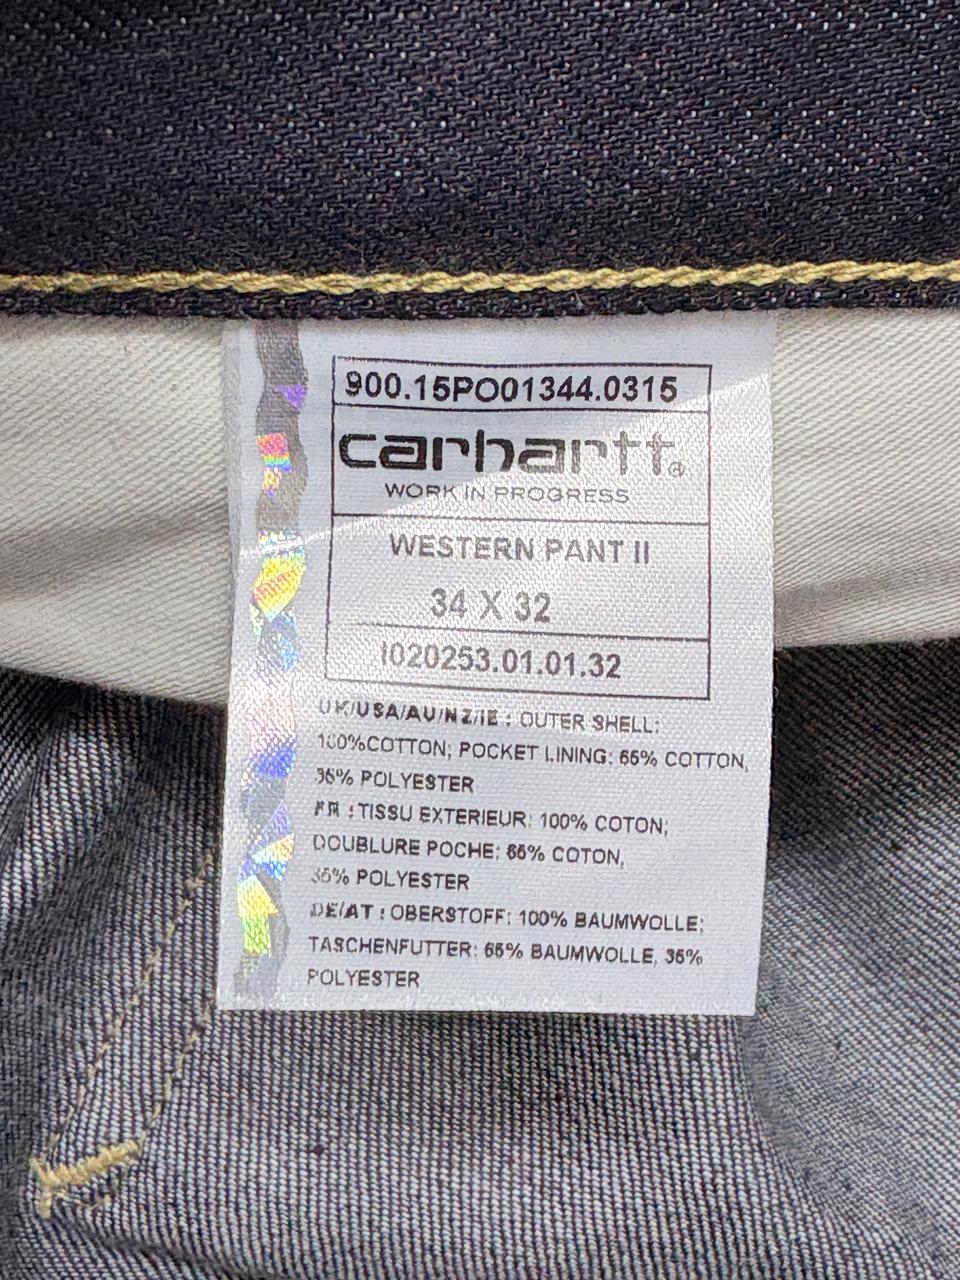 900.15PO01344.0315
carhartt®
WORK IN PROGRESS
WESTERN PANT II
34 X 32
I020253.01.01.32
UK/USA/AU/NZ/IE : OUTER SHELL:
100%COTTON; POCKET LINING: 65% COTTON,
35% POLYESTER
FR : TISSU EXTERIEUR: 100% COTON;
DOUBLURE POCHE: 65% COTON,
35% POLYESTER
DE/AT : OBERSTOFF: 100% BAUMWOLLE;
TASCHENFUTTER: 65% BAUMWOLLE, 35%
POLYESTER